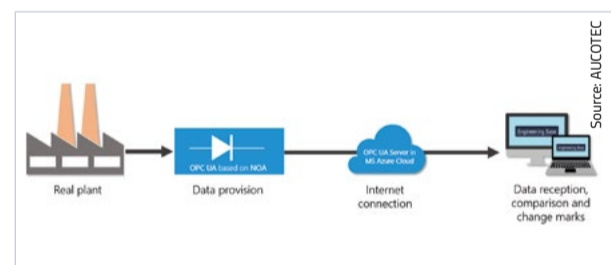 Source: AUCOTEC
OPC UA based on NOA
OPC UA Server in
MS Azure Cloud
Engineering Base
Engineering Base
Real plant
Data provision
Internet
connection
Data reception,
comparison and
change marks